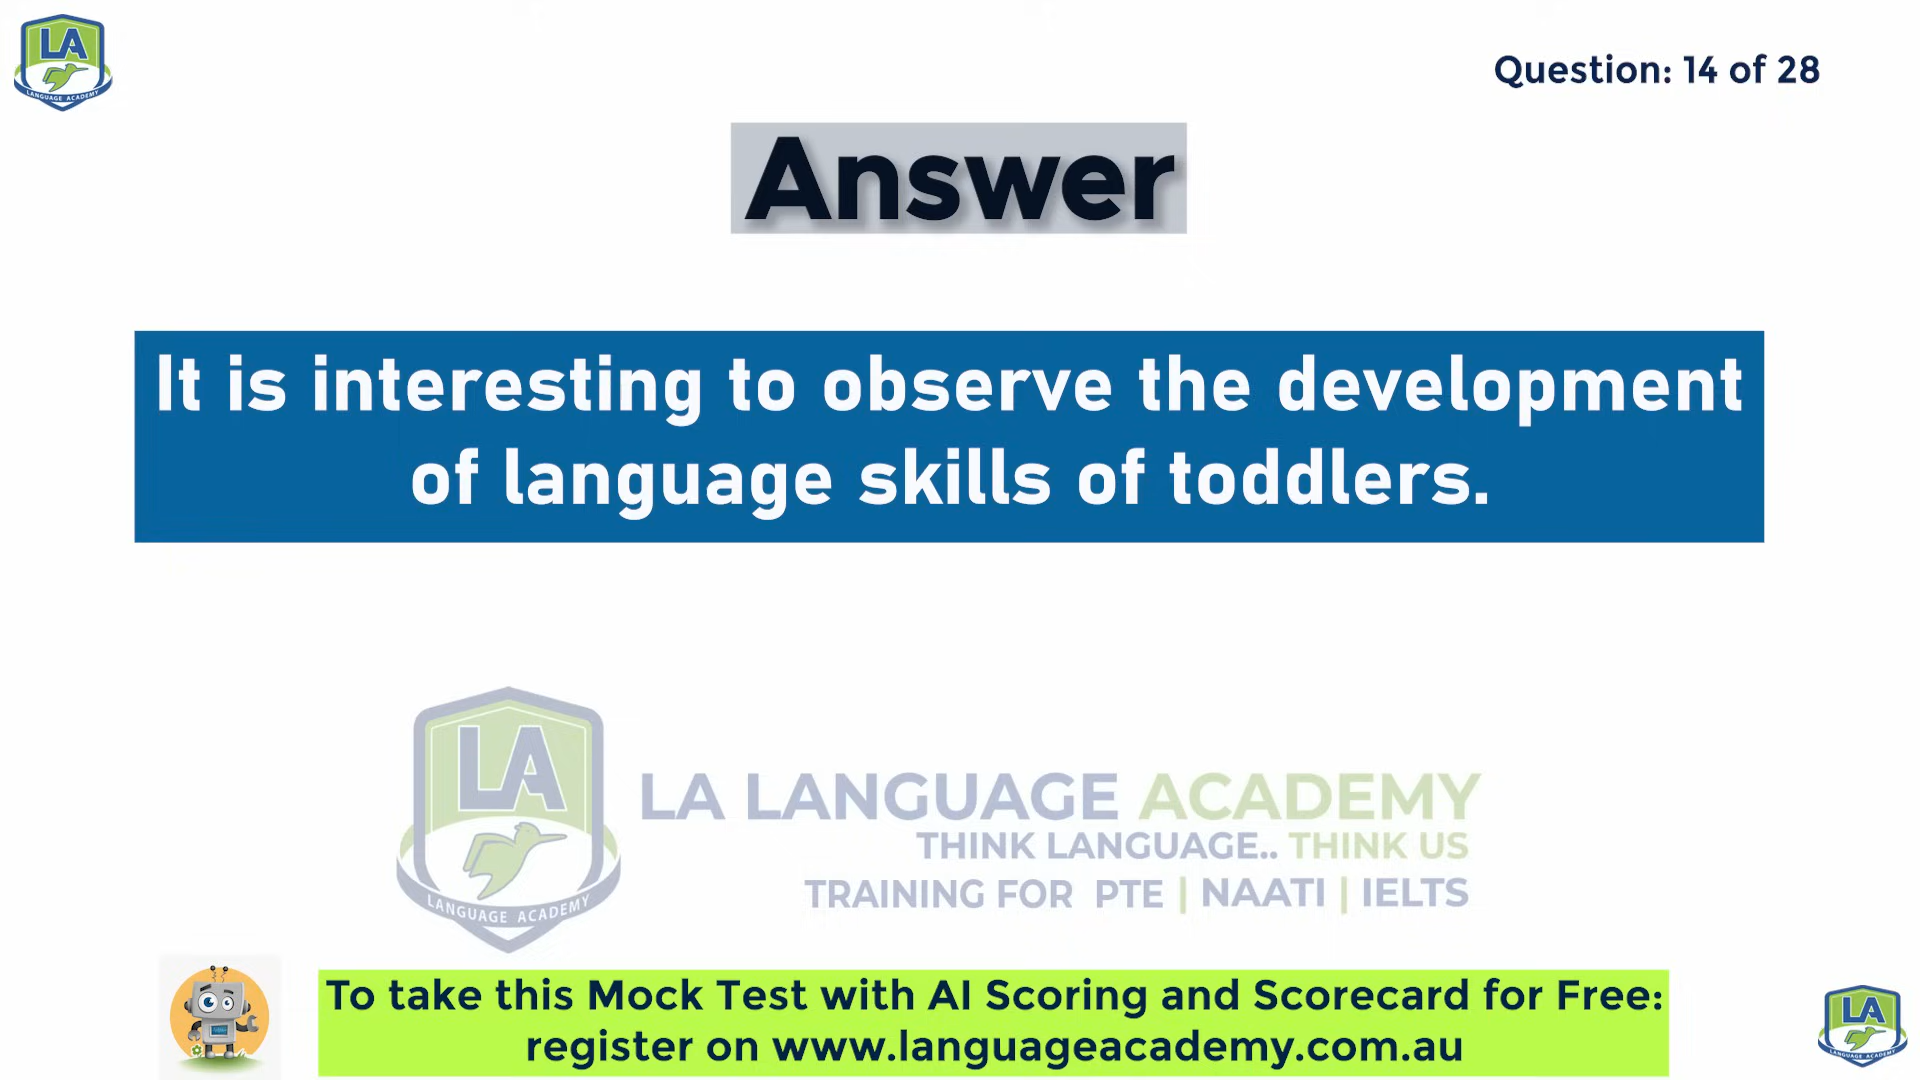 LA
LANGUAGE ACADEMY
Question: 14 of 28
Answer
It is interesting to observe the development
of language skills of toddlers.
LA
LANGUAGE ACADEMY
LA LANGUAGE ACADEMY
THINK LANGUAGE.. THINK US
TRAINING FOR PTE | NAATI | IELTS
To take this Mock Test with AI Scoring and Scorecard for Free:
register on www.languageacademy.com.au
LA
LANGUAGE ACADEMY